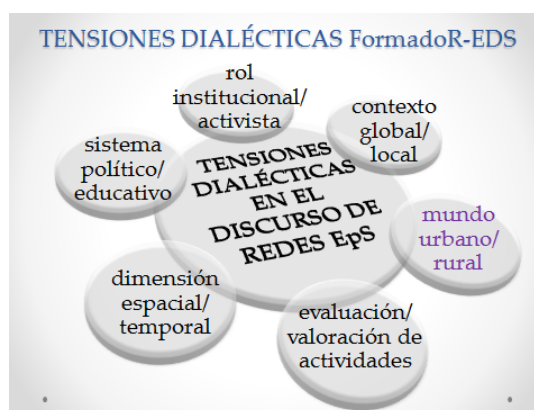 TENSIONES DIALÉCTICAS FormadoR-EDS
rol
institucional/
activista
contexto
global/
local
sistema
político/
educativo
TENSIONES
DIALÉCTICAS
EN EL
DISCURSO DE
REDES EpS
mundo
urbano/
rural
dimensión
espacial/
temporal
evaluación/
valoración de
actividades